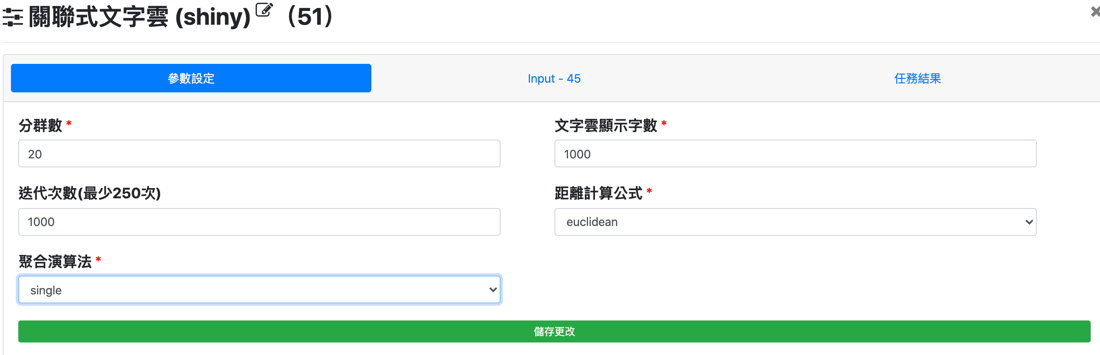 關聯式文字雲 (shiny)（51）
參數設定 Input - 45 任務結果
分群數 * 文字雲顯示字數 *
20 1000
迭代次數(最少250次) 距離計算公式 *
1000 euclidean
聚合演算法 *
single
儲存更改